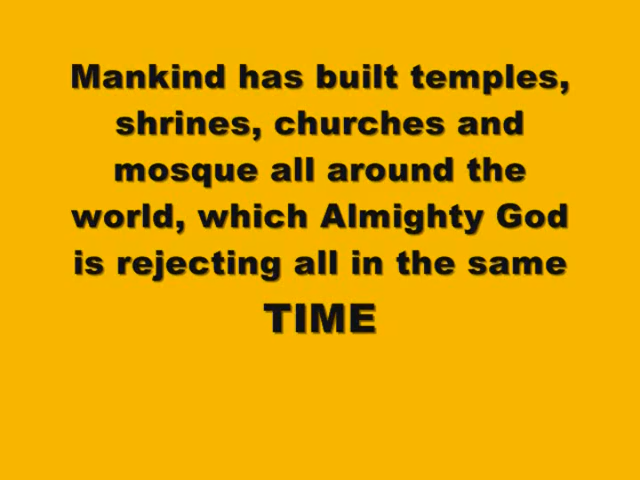 Mankind has built temples,
shrines, churches and
mosque all around the
world, which Almighty God
is rejecting all in the same
TIME